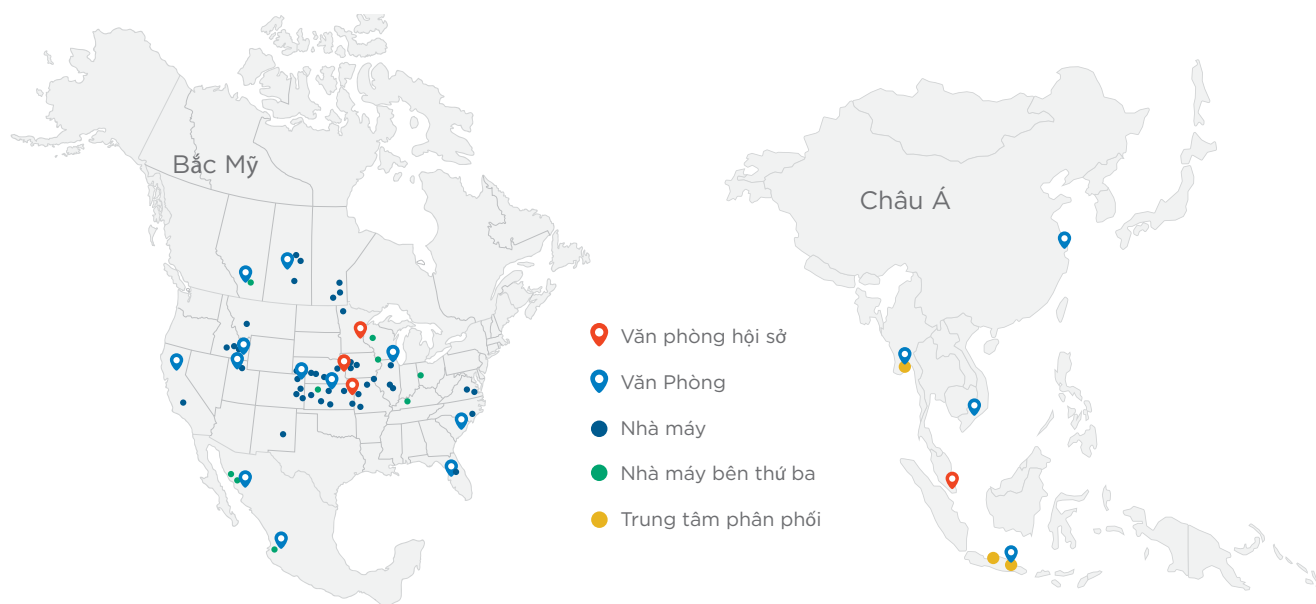 Bắc Mỹ
Châu Á
Văn phòng hội sở
Văn Phòng
Nhà máy
Nhà máy bên thứ ba
Trung tâm phân phối